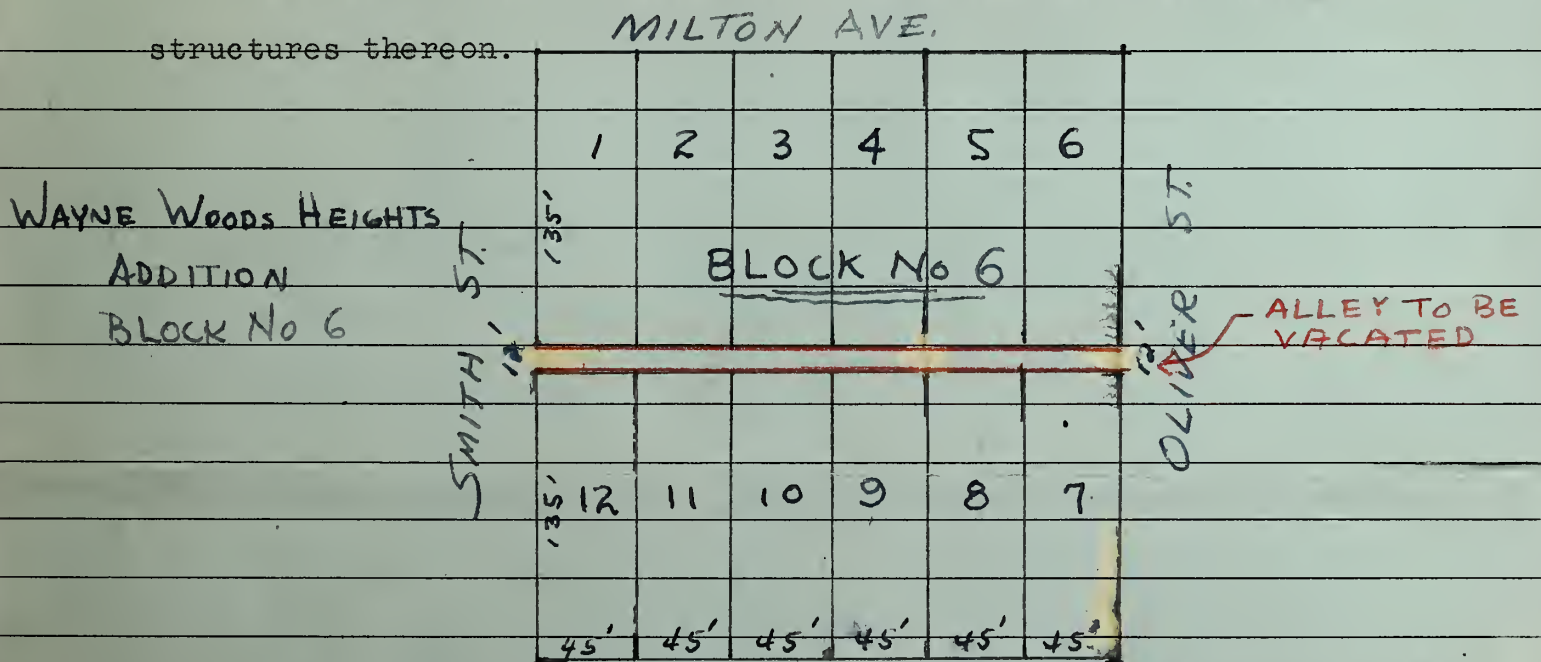 MILTON AVE.
structures thereon.
1 2 3 4 5 6
WAYNE WOODS HEIGHTS
ADDITION
BLOCK No 6
SMITH ST.
135'
BLOCK No 6
OLIVER ST.
ALLEY TO BE
VACATED
12'
12'
135'
12 11 10 9 8 7
45' 45' 45' 45' 45' 45'